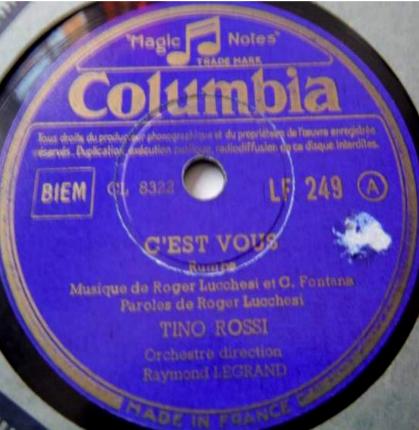 "Magic Notes"
TRADE MARK
Columbia
Tous droits du producteur phonographique et du propriétaire de l'œuvre enregistrée
réservés. Duplication, exécution publique, radiodiffusion de ce disque interdites.
BIEM CL 8322 LF 249 A
C'EST VOUS
Rumba
Musique de Roger Lucchesi et C. Fontana
Paroles de Roger Lucchesi
TINO ROSSI
Orchestre direction
Raymond LEGRAND
MADE IN FRANCE